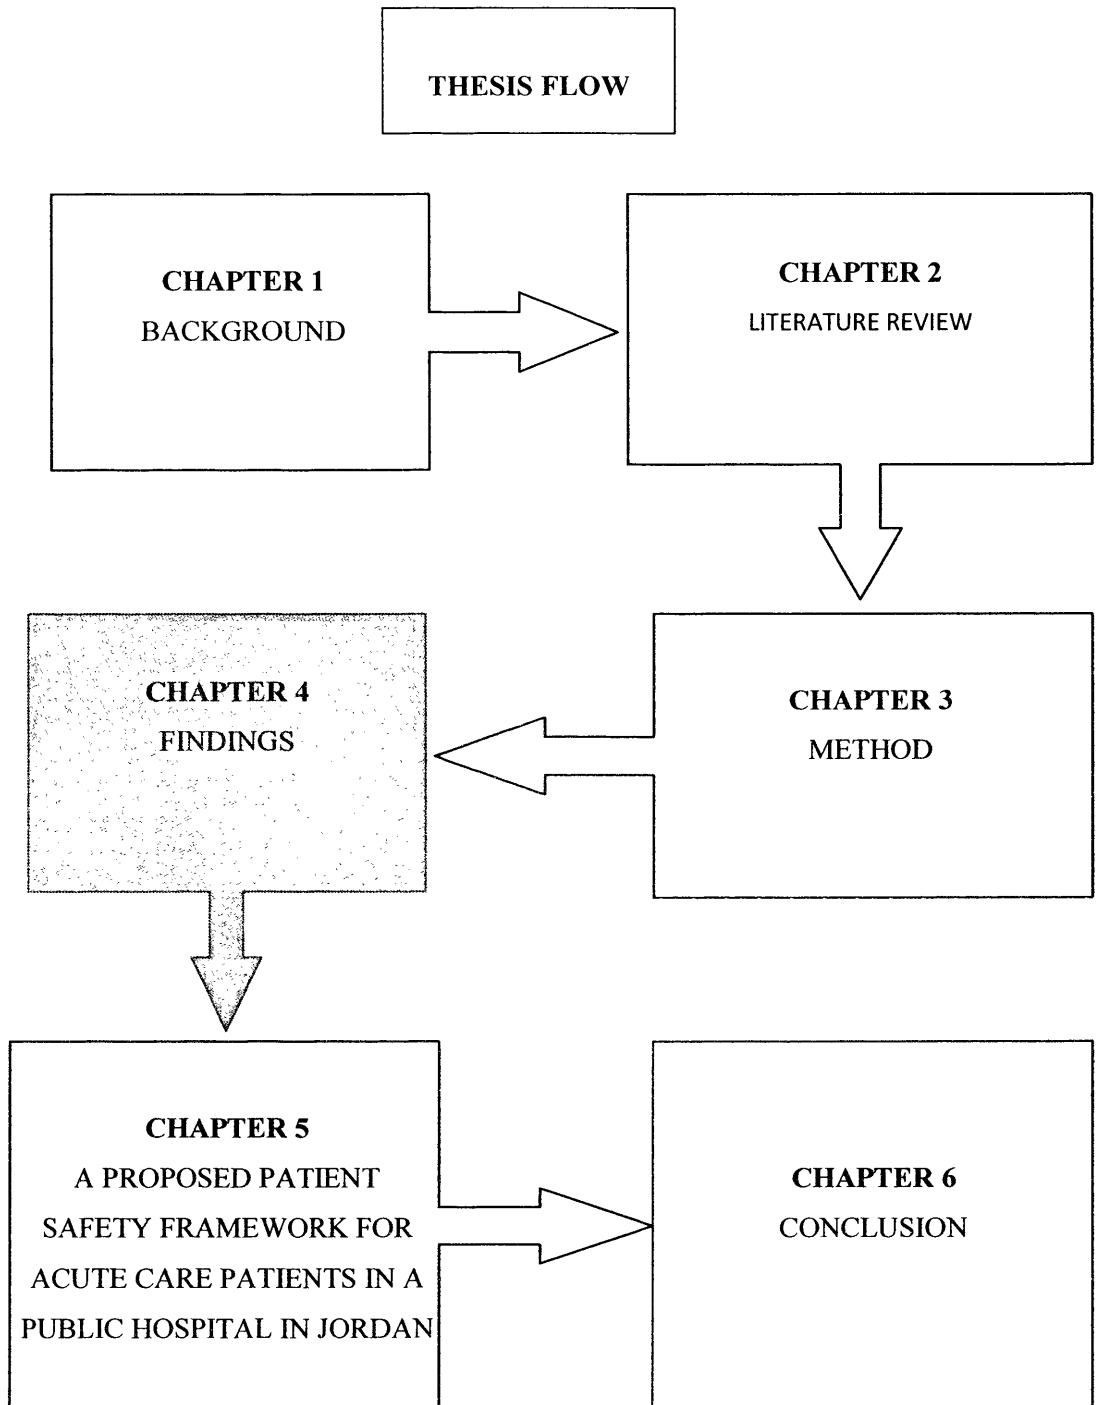 THESIS FLOW
CHAPTER 1
BACKGROUND
CHAPTER 2
LITERATURE REVIEW
CHAPTER 3
METHOD
CHAPTER 4
FINDINGS
CHAPTER 5
A PROPOSED PATIENT
SAFETY FRAMEWORK FOR
ACUTE CARE PATIENTS IN A
PUBLIC HOSPITAL IN JORDAN
CHAPTER 6
CONCLUSION